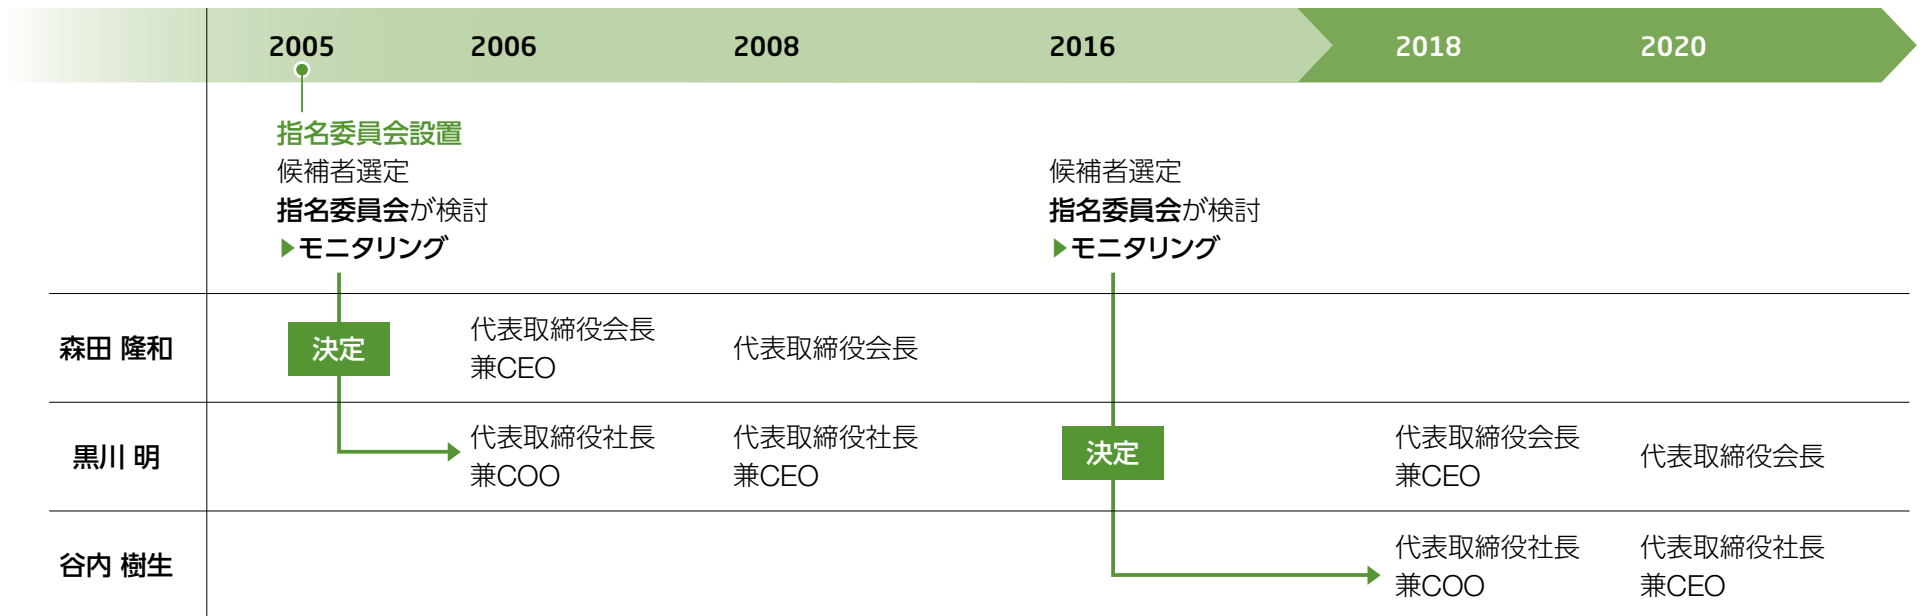 2005
2006
2008
2016
2018
2020
指名委員会設置
候補者選定
指名委員会が検討
▶モニタリング
候補者選定
指名委員会が検討
▶モニタリング
森田 隆和
決定
代表取締役会長
兼CEO
代表取締役会長
黒川 明
代表取締役社長
兼COO
代表取締役社長
兼CEO
決定
代表取締役会長
兼CEO
代表取締役会長
谷内 樹生
代表取締役社長
兼COO
代表取締役社長
兼CEO